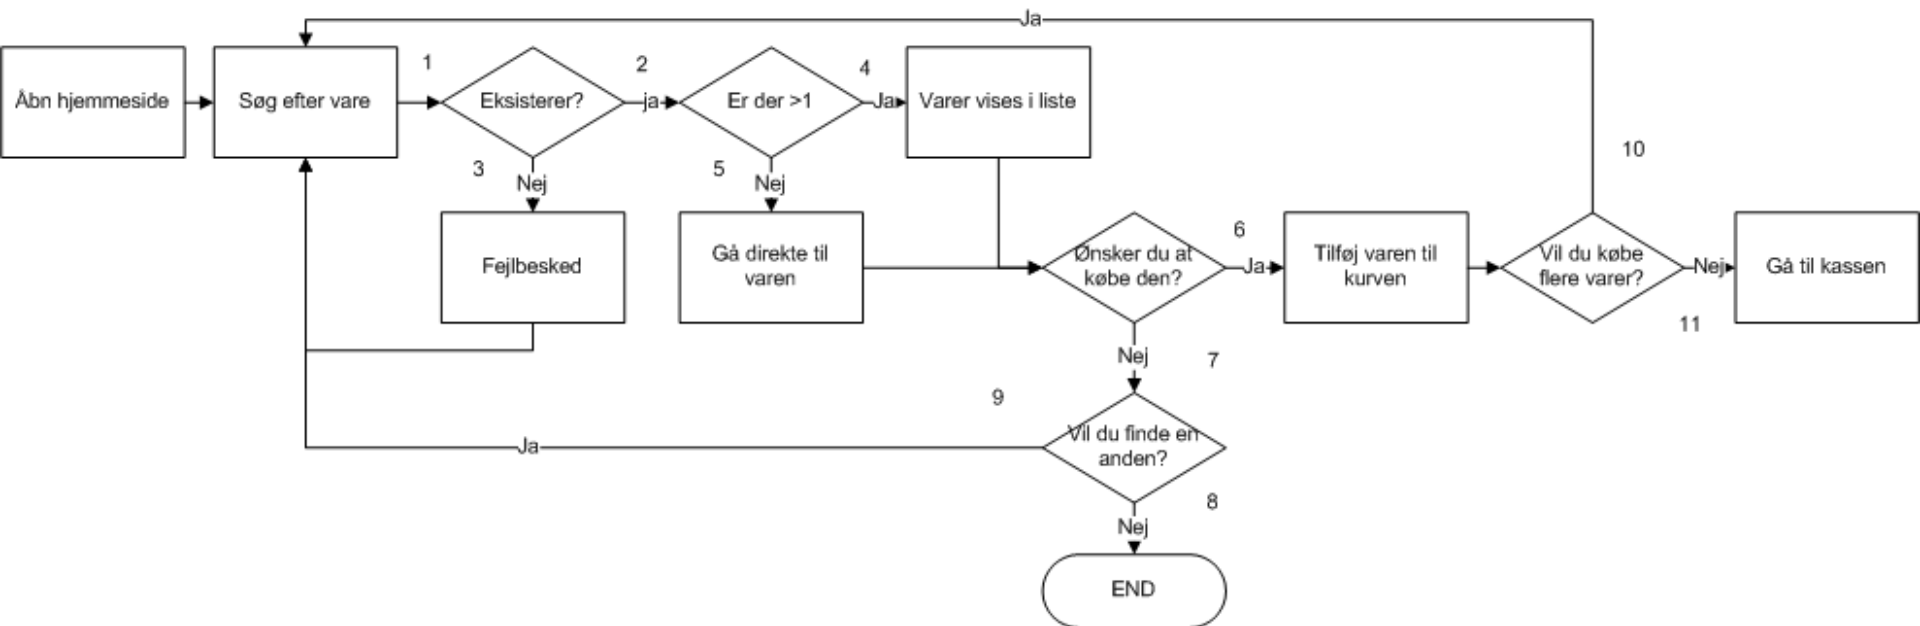 Ja
Åbn hjemmeside
Søg efter vare
1
Eksisterer?
2
ja
Er der >1
4
Ja
Varer vises i liste
3
Nej
5
Nej
10
Fejlbesked
Gå direkte til
varen
Ønsker du at
købe den?
6
Ja
Tilføj varen til
kurven
Vil du købe
flere varer?
Nej
Gå til kassen
11
Nej
7
9
Ja
Vil du finde en
anden?
8
Nej
END